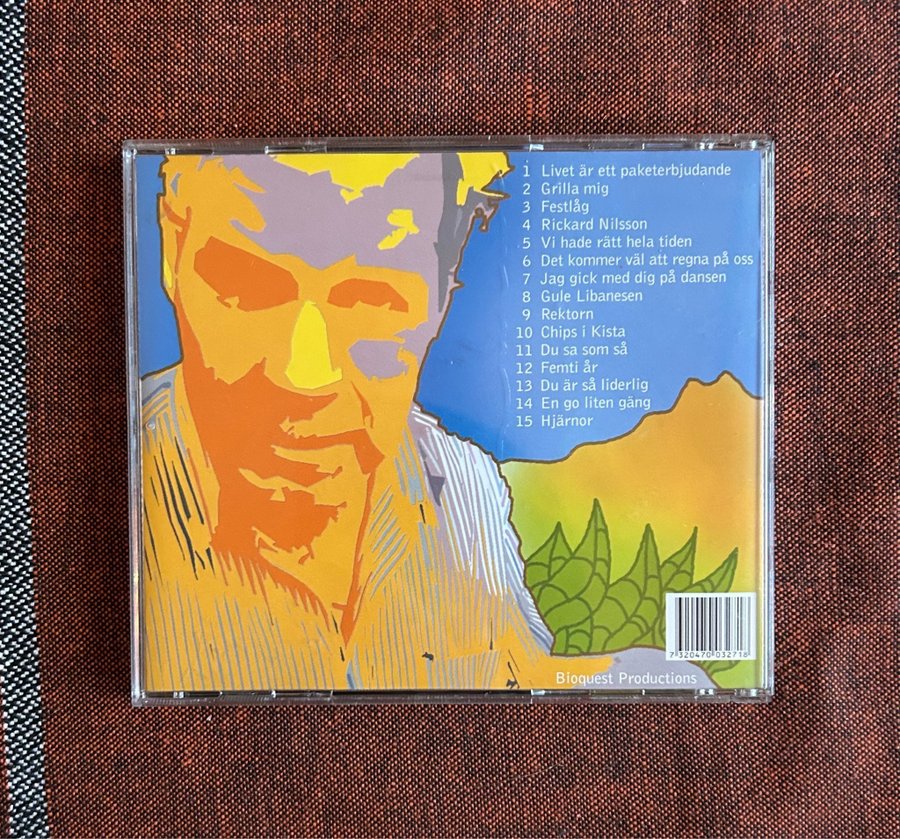 1 Livet är ett paketerbjudande
2 Grilla mig
3 Festlåg
4 Rickard Nilsson
5 Vi hade rätt hela tiden
6 Det kommer väl att regna på oss
7 Jag gick med dig på dansen
8 Gule Libanesen
9 Rektorn
10 Chips i Kista
11 Du sa som så
12 Femti år
13 Du är så liderlig
14 En go liten gäng
15 Hjärnor
7 320470 032718
Bioquest Productions